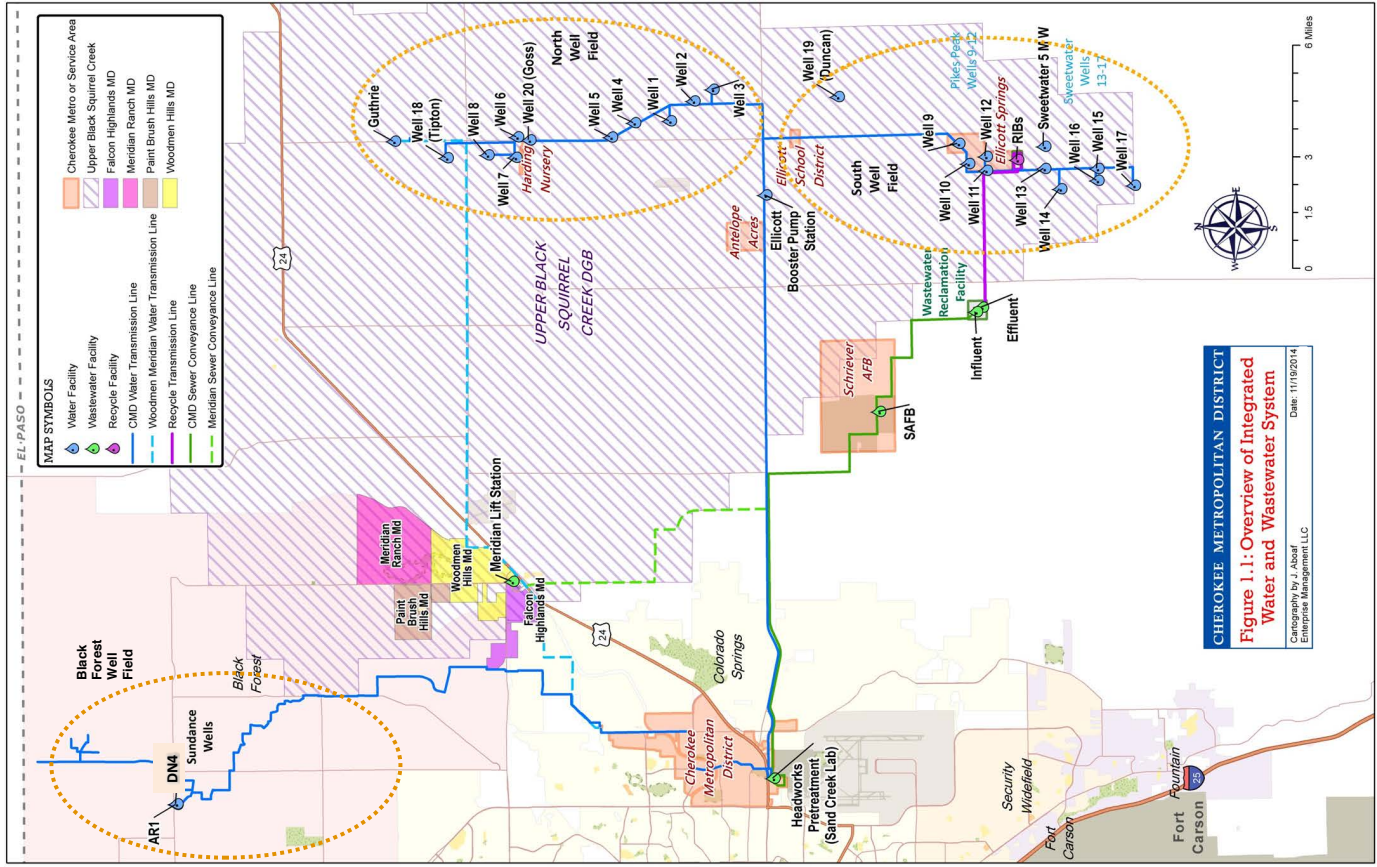 EL PASO
MAP SYMBOLS
Water Facility
Wastewater Facility
Recycle Facility
CMD Water Transmission Line
Woodmen Meridian Water Transmission Line
Recycle Transmission Line
CMD Sewer Conveyance Line
Meridian Sewer Conveyance Line
Cherokee Metro or Service Area
Upper Black Squirrel Creek
Falcon Highlands MD
Meridian Ranch MD
Paint Brush Hills MD
Woodmen Hills MD
Black
Forest
Well
Field
AR1
DN4
Sundance
Wells
Black
Forest
Meridian
Ranch Md
Paint
Brush
Hills Md
Woodmen
Hills Md
Falcon
Highlands Md
Meridian Lift Station
24
24
UPPER BLACK
SQUIRREL
CREEK DGB
Guthrie
Well 18
(Tipton)
Well 8
Well 6
Well 20 (Goss)
Well 7
Harding
Nursery
North
Well
Field
Well 5
Well 4
Well 1
Well 2
Well 3
Well 19
(Duncan)
Antelope
Acres
Ellicott
School
District
Ellicott
Booster Pump
Station
South
Well
Field
Pikes Peak
Wells 9-12
Well 9
Well 10
Well 12
Ellicott Springs
Well 11
RIBs
Sweetwater 5 M W
Sweetwater
Wells
13-17
Well 13
Well 14
Well 16
Well 15
Well 17
Wastewater
Reclamation
Facility
Influent
Effluent
Schriever
AFB
SAFB
Colorado
Springs
Cherokee
Metropolitan
District
Headworks
Pretreatment
(Sand Creek Lab)
Security
Widefield
Fort
Carson
Fountain
25
Fort
Carson
N
W
E
S
0 1.5 3 6 Miles
CHEROKEE METROPOLITAN DISTRICT
Figure 1.1: Overview of Integrated
Water and Wastewater System
Cartography by J. Aboaf
Enterprise Management LLC
Date: 11/19/2014